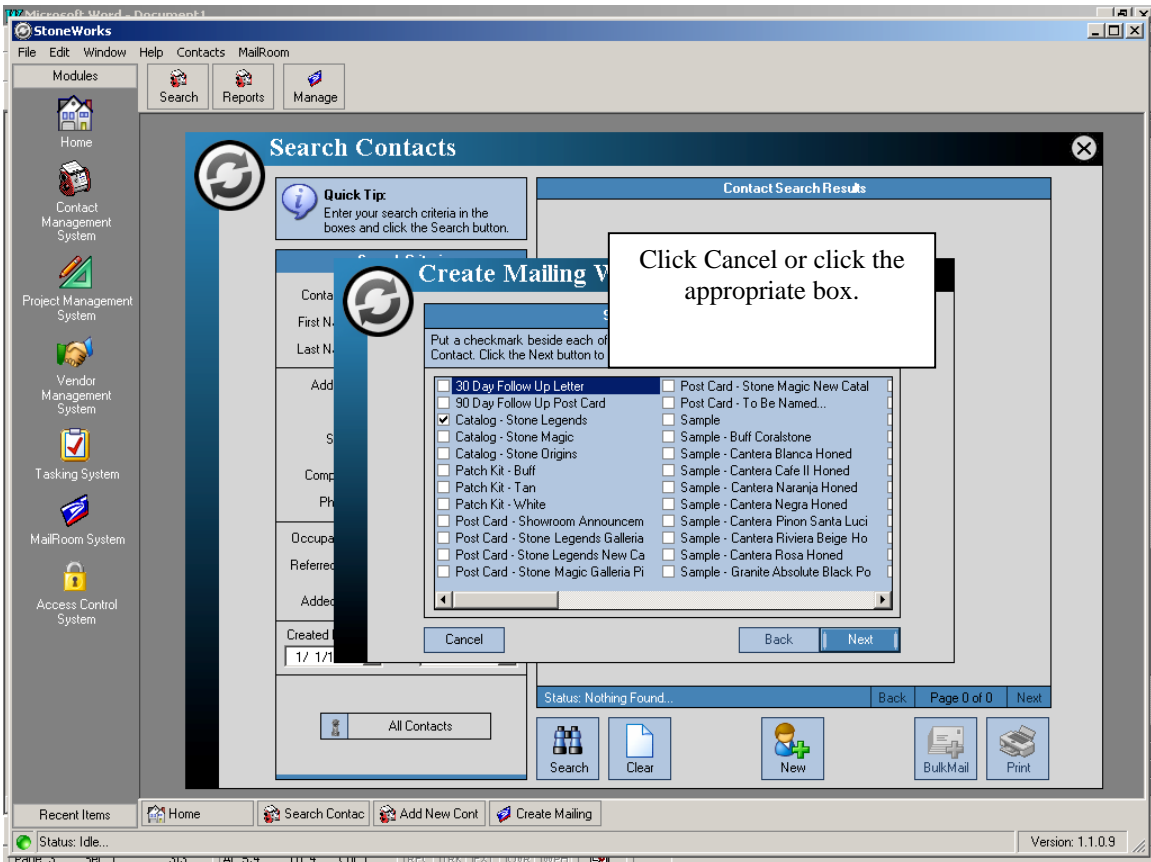 Microsoft Word - Document1
StoneWorks
File Edit Window Help Contacts MailRoom
Modules
Search Reports Manage
Home
Contact
Management
System
Project Management
System
Vendor
Management
System
Tasking System
MailRoom System
Access Control
System
Recent Items
Search Contacts
Quick Tip:
Enter your search criteria in the
boxes and click the Search button.
Contact Search Results
Conta
First N
Last N
Add
S
Comp
Ph
Occupa
Referred
Added
Created
1/ 1/1
All Contacts
Create Mailing W
Click Cancel or click the
appropriate box.
S
Put a checkmark beside each of
Contact. Click the Next button to
30 Day Follow Up Letter
90 Day Follow Up Post Card
Catalog - Stone Legends
Catalog - Stone Magic
Catalog - Stone Origins
Patch Kit - Buff
Patch Kit - Tan
Patch Kit - White
Post Card - Showroom Announcem
Post Card - Stone Legends Galleria
Post Card - Stone Legends New Ca
Post Card - Stone Magic Galleria Pi
Post Card - Stone Magic New Catal
Post Card - To Be Named...
Sample
Sample - Buff Coralstone
Sample - Cantera Blanca Honed
Sample - Cantera Cafe II Honed
Sample - Cantera Naranja Honed
Sample - Cantera Negra Honed
Sample - Cantera Pinon Santa Luci
Sample - Cantera Riviera Beige Ho
Sample - Cantera Rosa Honed
Sample - Granite Absolute Black Po
Cancel Back Next
Status: Nothing Found... Back Page 0 of 0 Next
Search Clear New BulkMail Print
Home Search Contac Add New Cont Create Mailing
Status: Idle... Version: 1.1.0.9